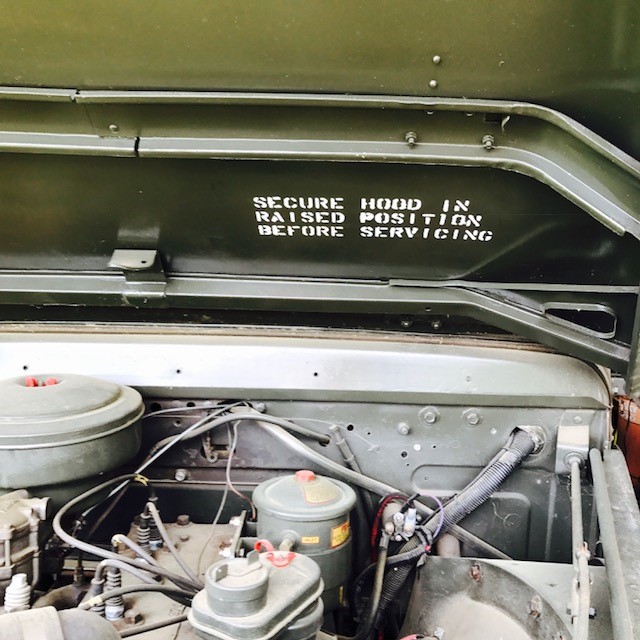 SECURE HOOD IN
RAISED POSITION
BEFORE SERVICING